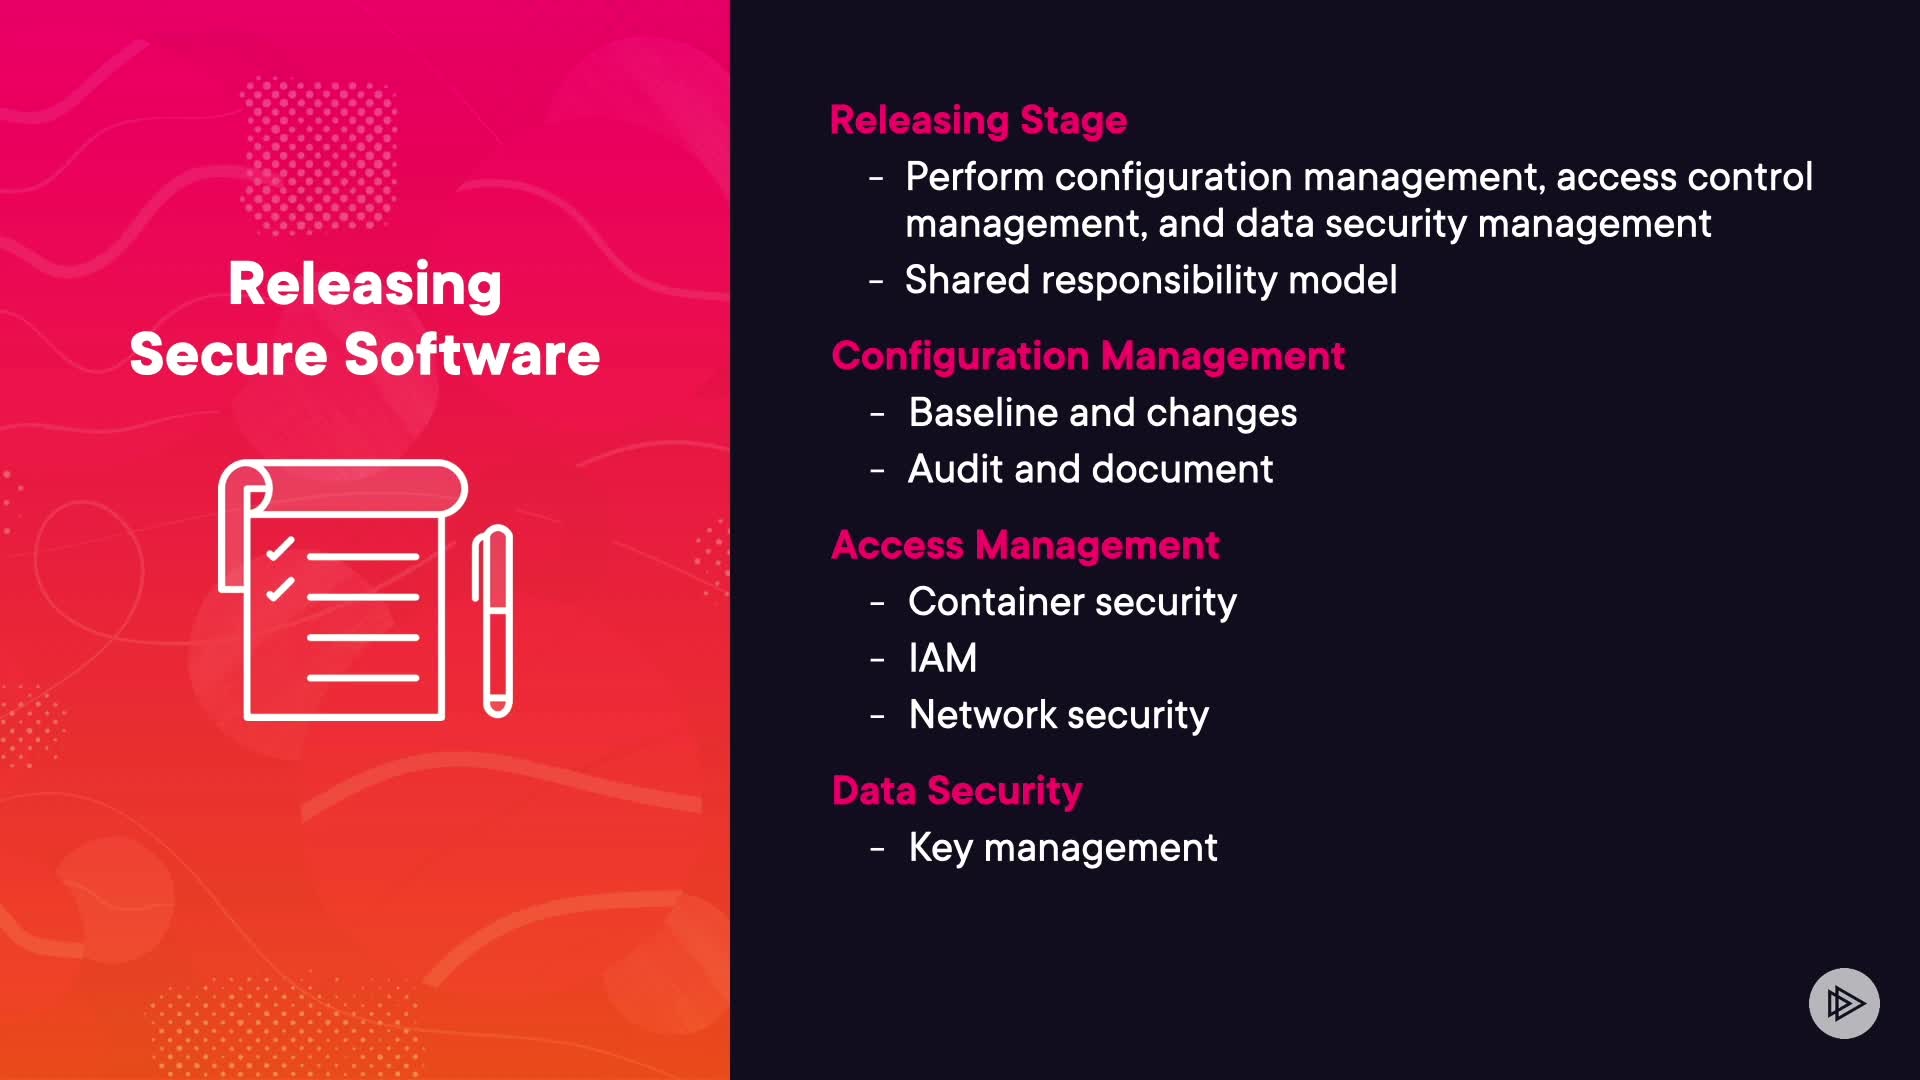 Releasing
Secure Software
Releasing Stage
- Perform configuration management, access control
management, and data security management
- Shared responsibility model
Configuration Management
- Baseline and changes
- Audit and document
Access Management
- Container security
- IAM
- Network security
Data Security
- Key management